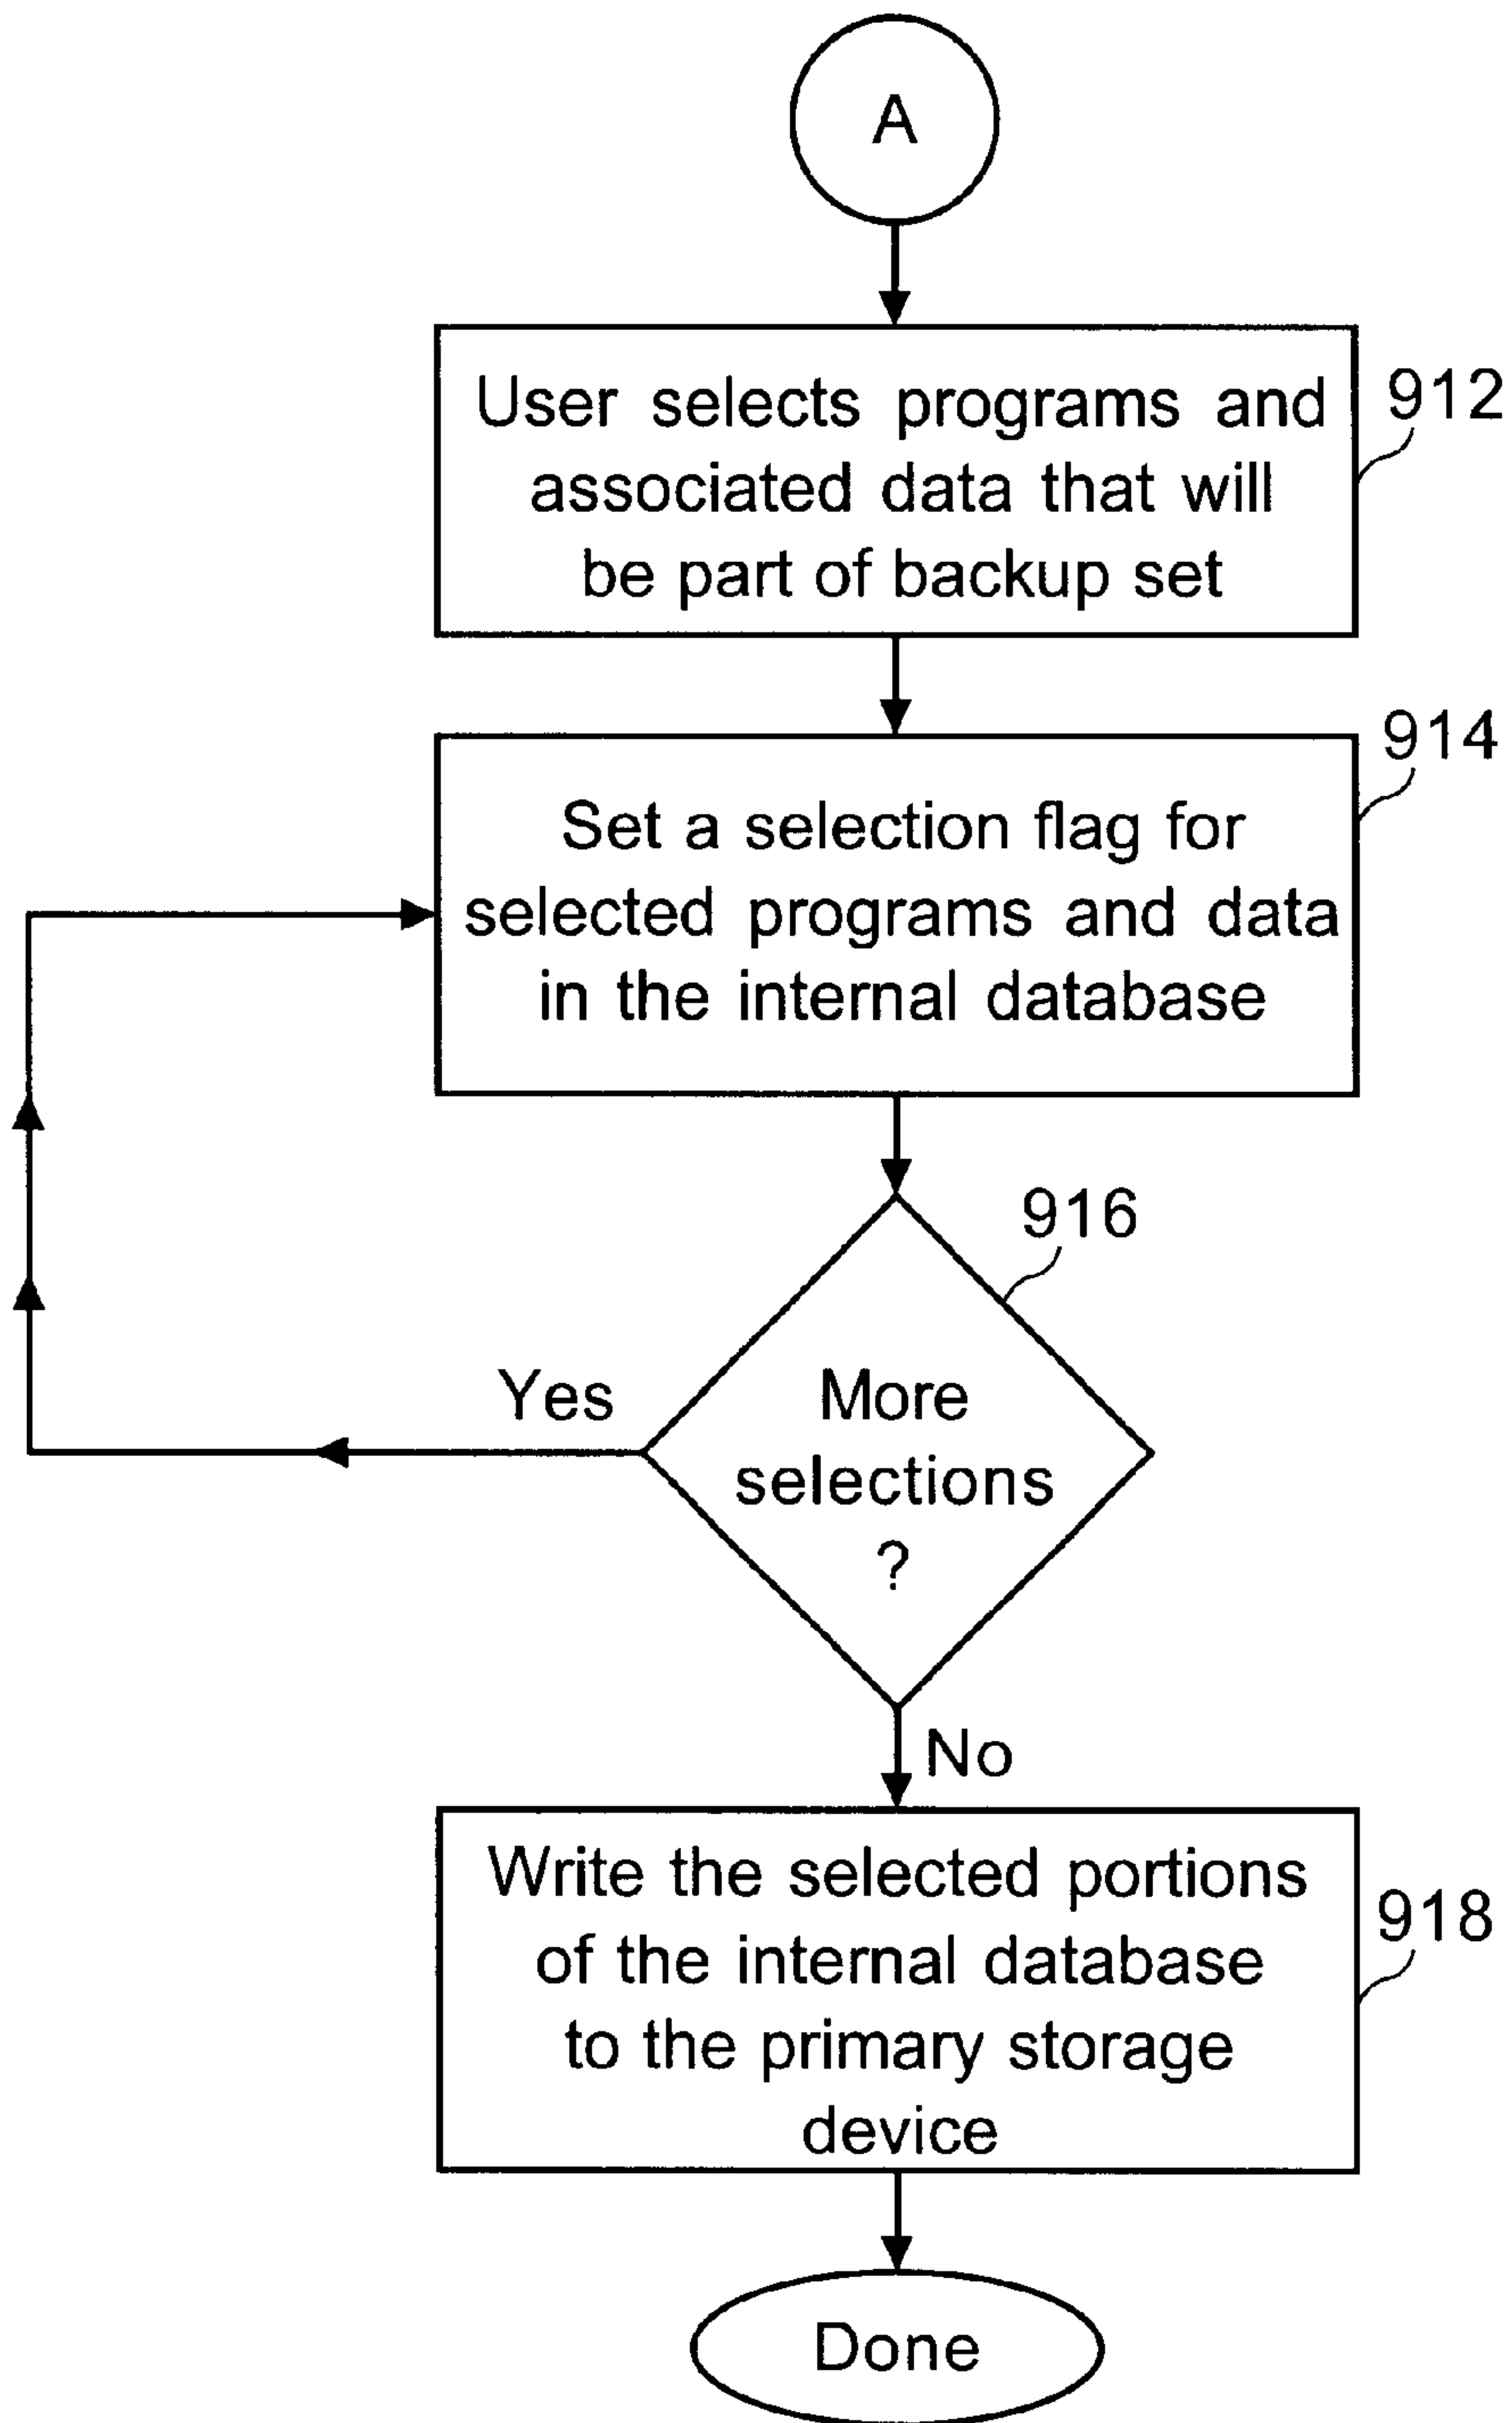 A
User selects programs and
associated data that will
be part of backup set
912
Set a selection flag for
selected programs and data
in the internal database
914
916
More
selections
?
Yes
No
Write the selected portions
of the internal database
to the primary storage
device
918
Done